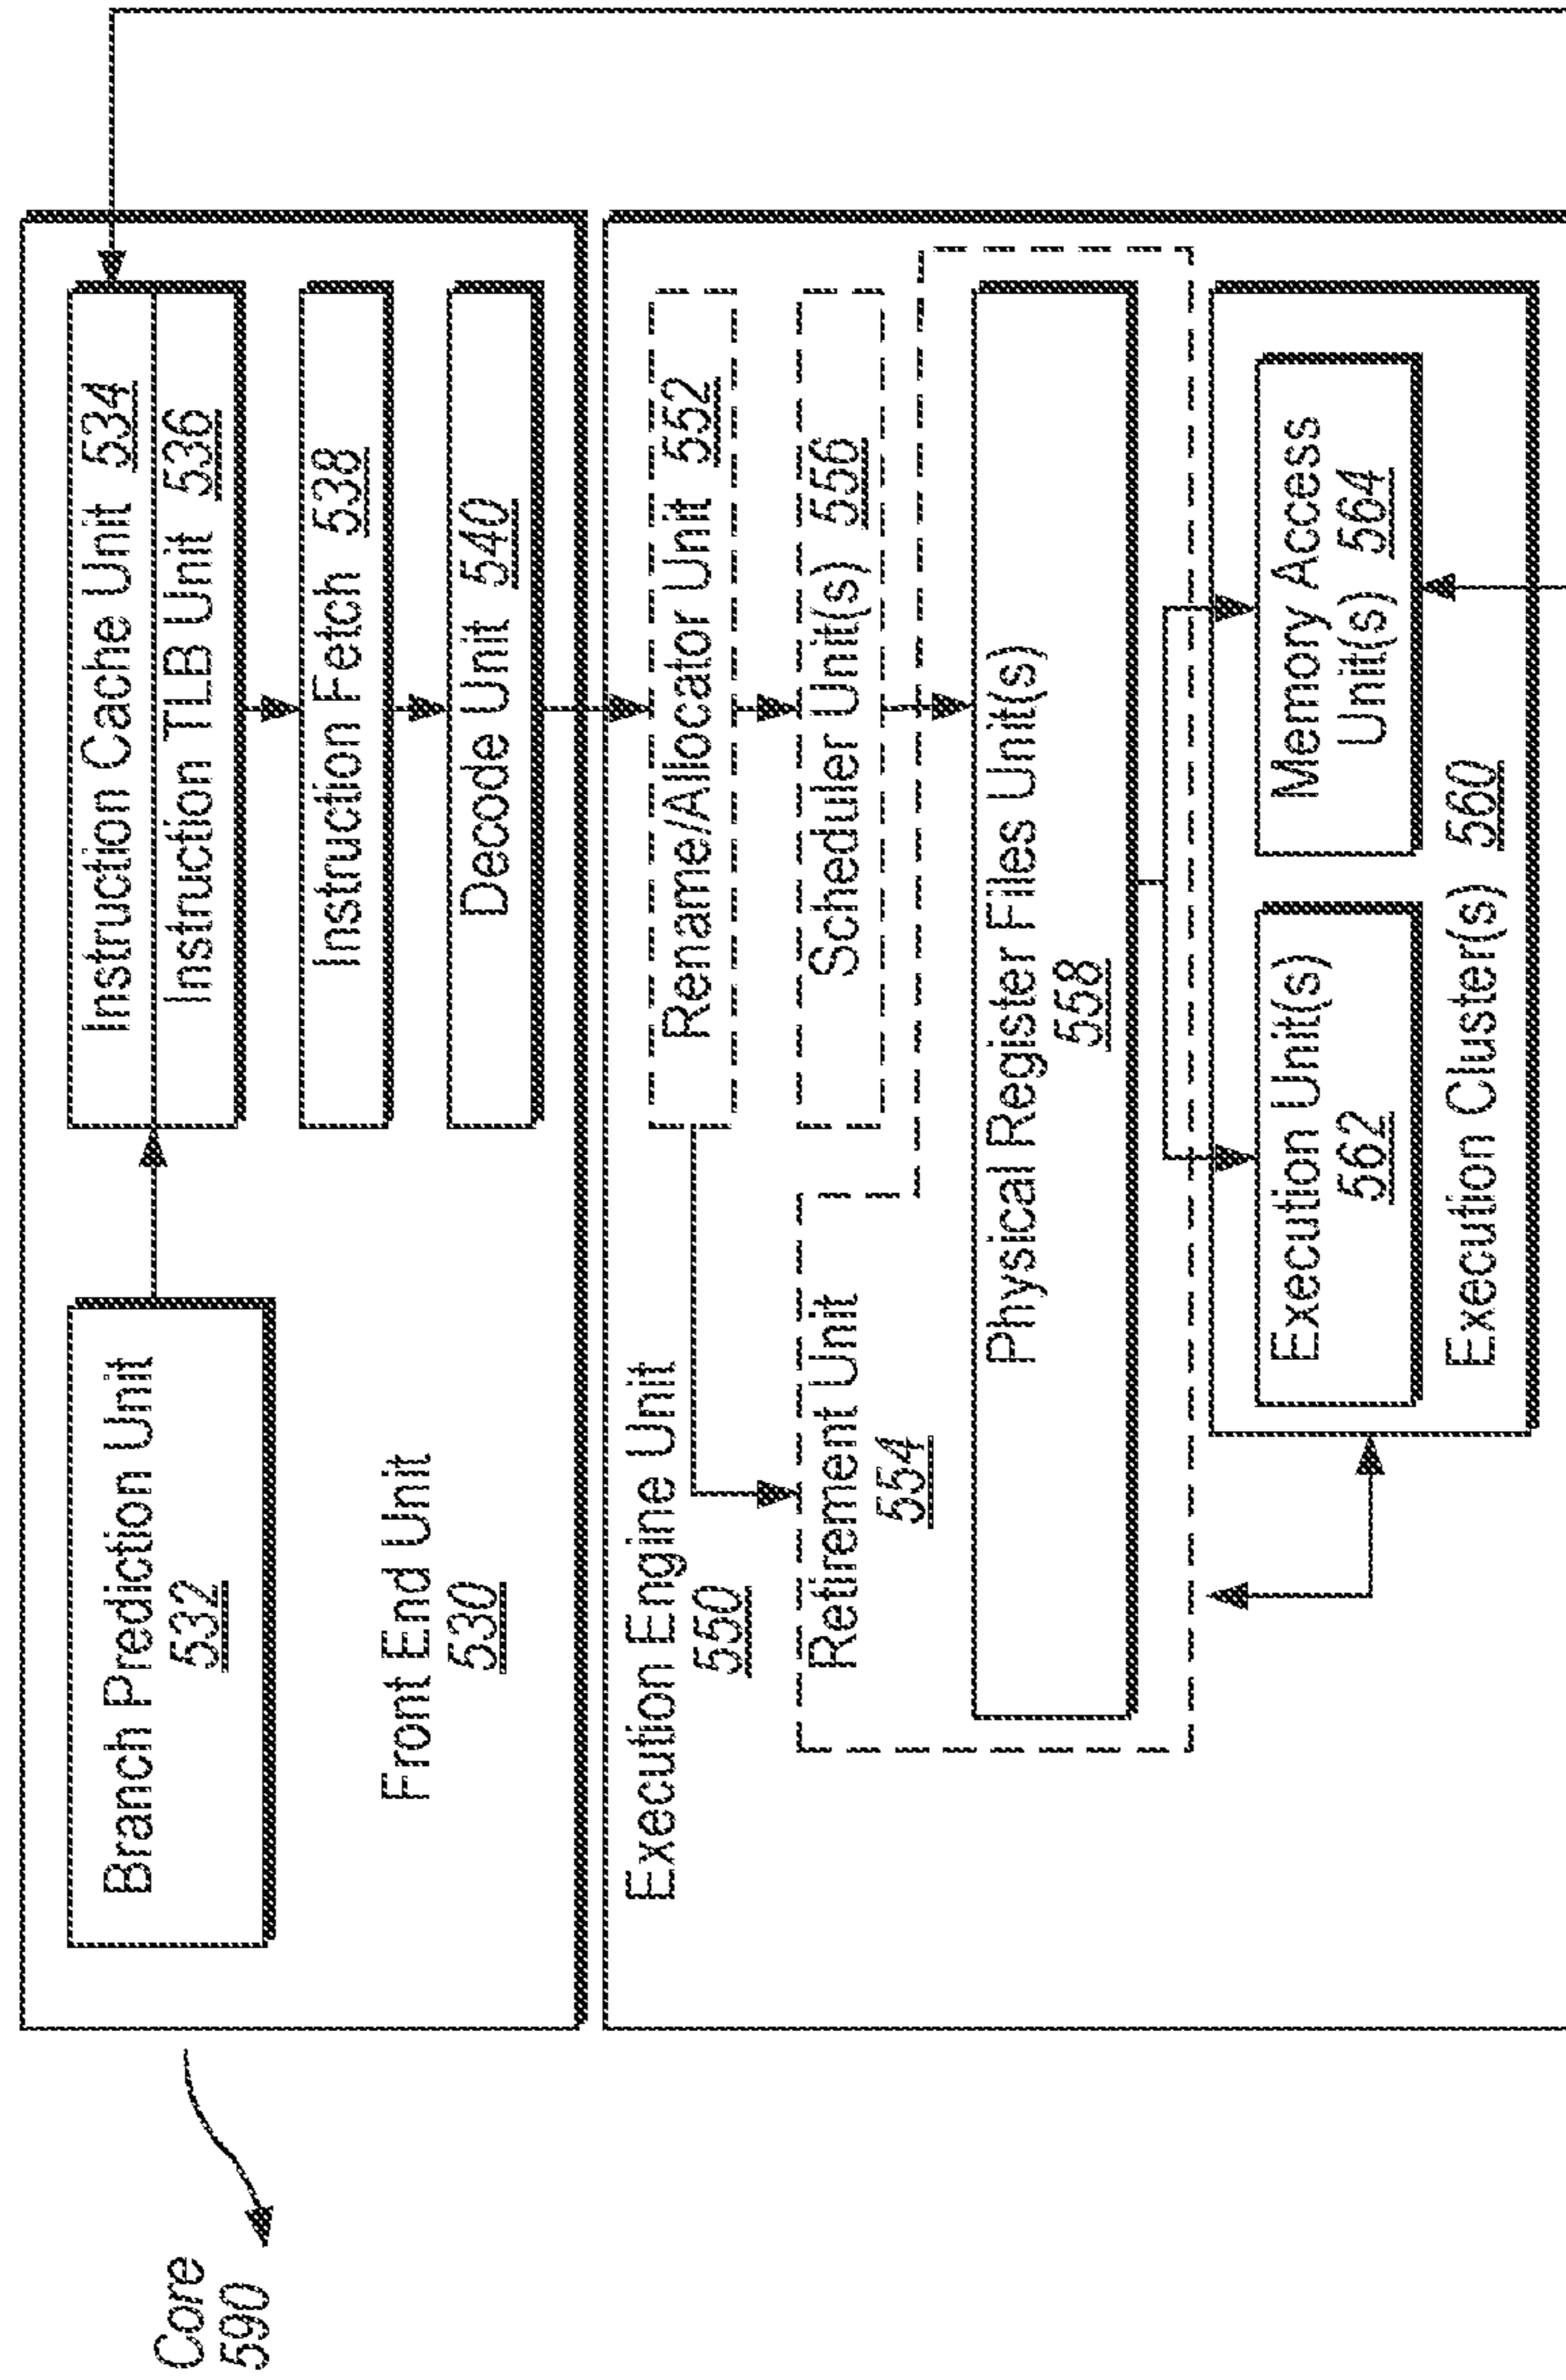 Core
590
Branch Prediction Unit
532
Front End Unit
530
Instruction Cache Unit 534
Instruction TLB Unit 536
Instruction Fetch 538
Decode Unit 540
Execution Engine Unit
550
Rename/Allocator Unit 552
Scheduler Unit(s) 556
Retirement Unit
554
Physical Register Files Unit(s)
558
Execution Unit(s)
562
Memory Access
Unit(s) 564
Execution Cluster(s) 560